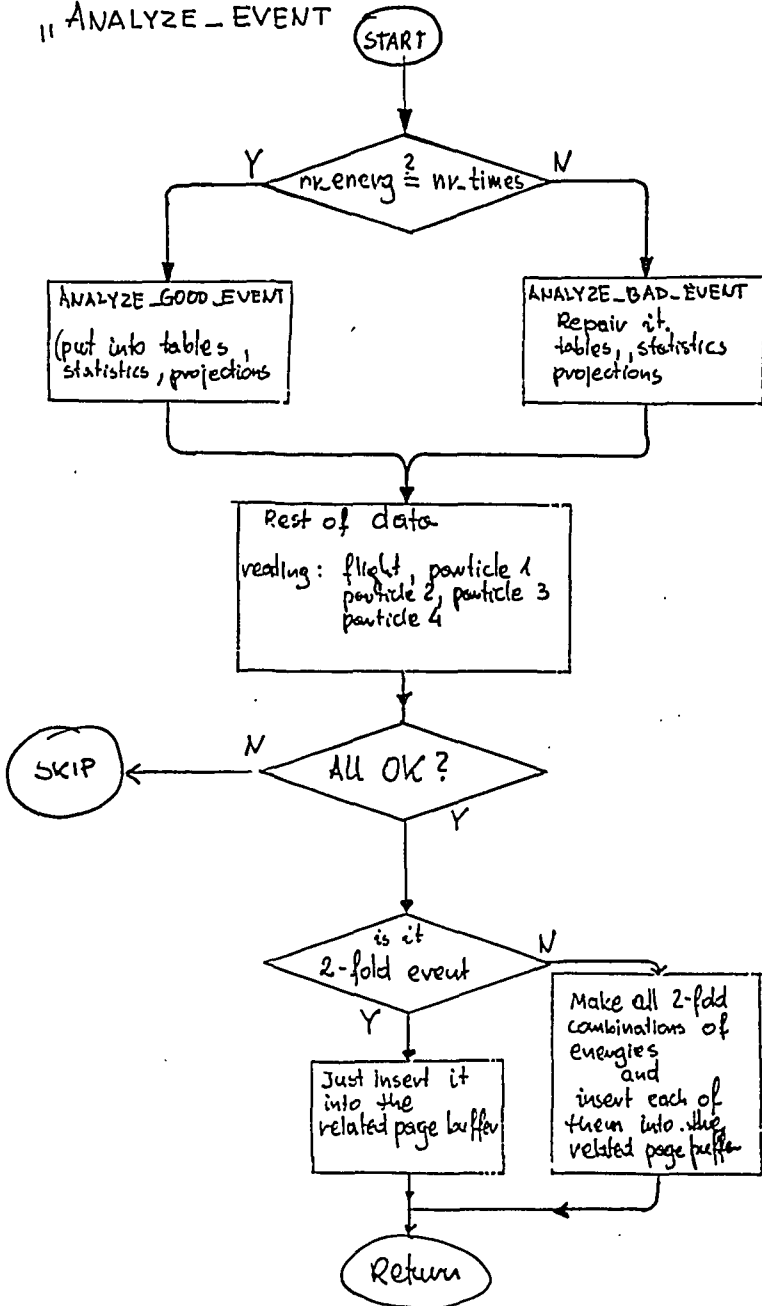 „ ANALYZE_EVENT
START
Y
nr_energ ≟ nr_times
N
ANALYZE_GOOD_EVENT
(put into tables,
statistics, projections
ANALYZE_BAD_EVENT
Repair it.
tables,, statistics
projections
Rest of data
reading: flight, particle 1
particle 2, particle 3
particle 4
SKIP
N
All OK?
Y
is it
2-fold event
N
Y
Just insert it
into the
related page buffer
Make all 2-fold
combinations of
energies
and
insert each of
them into the
related page buffer
Return